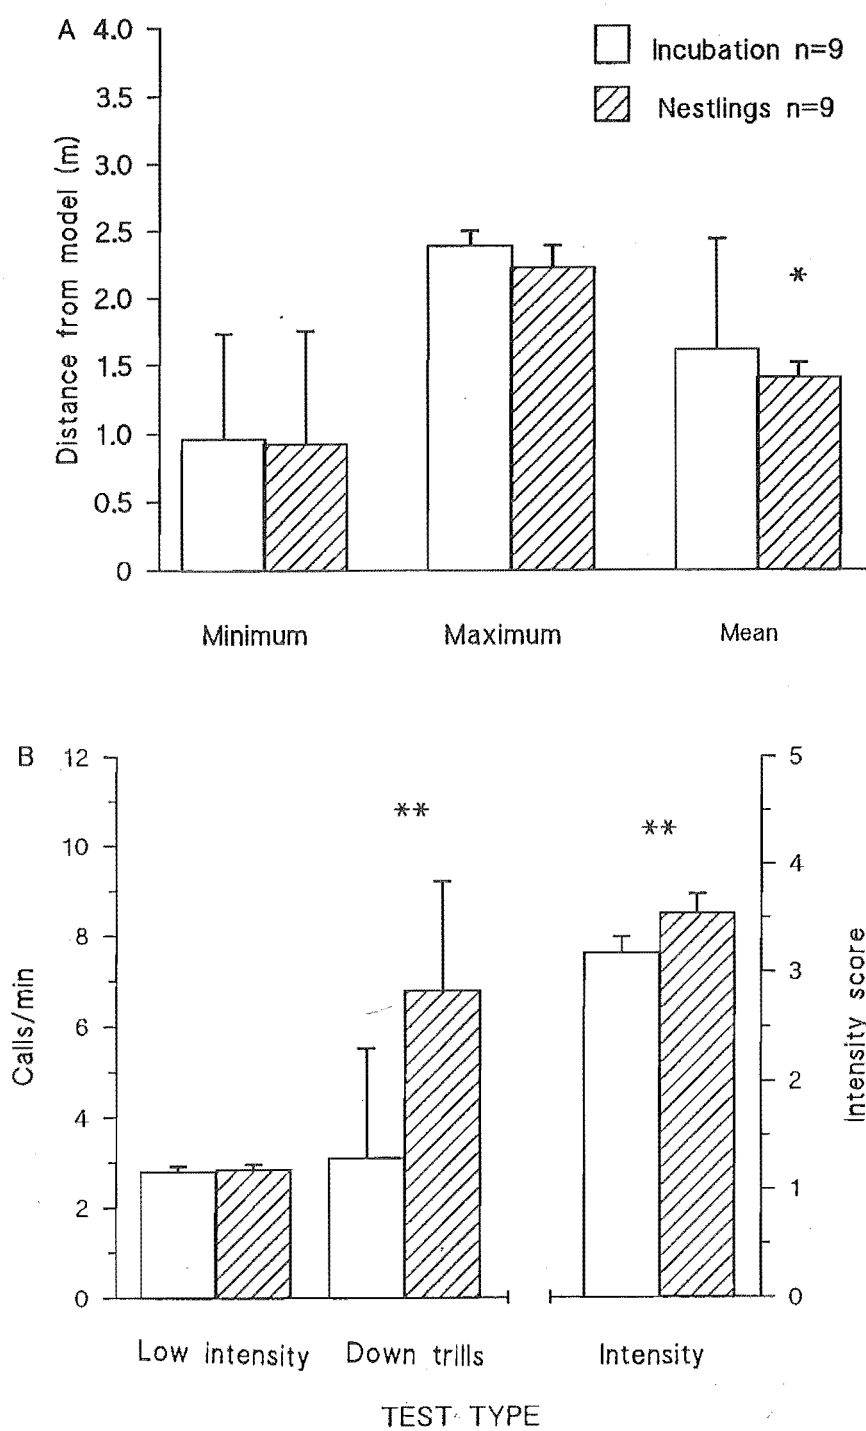 A
4.0
3.5
3.0
2.5
2.0
1.5
1.0
0.5
0
Distance from model (m)
Incubation n=9
Nestlings n=9
*
Minimum Maximum Mean
B
12
10
8
6
4
2
0
Calls/min
**
**
5
4
3
2
1
0
Intensity score
Low intensity Down trills Intensity
TEST TYPE